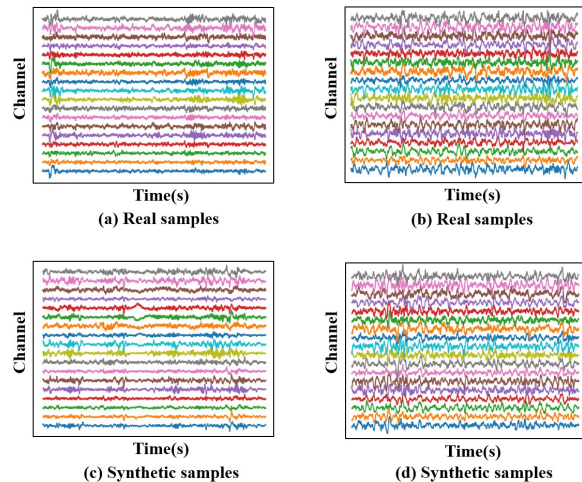 Channel
Time(s)
(a) Real samples
Channel
Time(s)
(b) Real samples
Channel
Time(s)
(c) Synthetic samples
Channel
Time(s)
(d) Synthetic samples